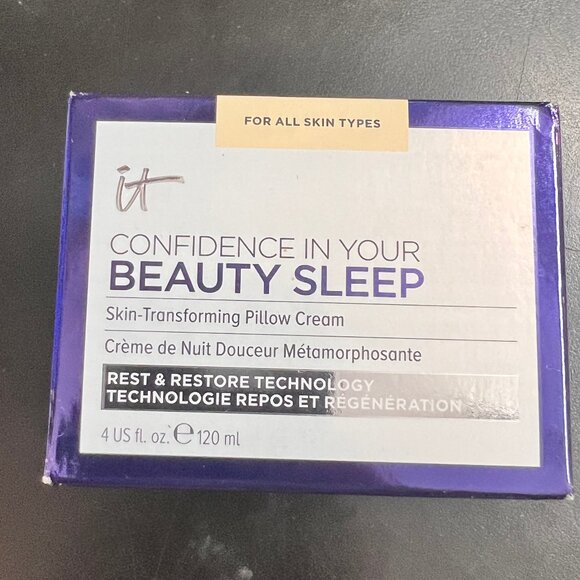 FOR ALL SKIN TYPES
it
CONFIDENCE IN YOUR
BEAUTY SLEEP
Skin-Transforming Pillow Cream
Crème de Nuit Douceur Métamorphosante
REST & RESTORE TECHNOLOGY
TECHNOLOGIE REPOS ET RÉGÉNÉRATION
4 US fl. oz. ℮ 120 ml